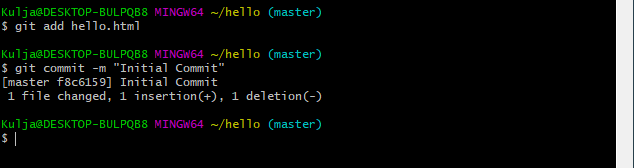 Kulja@DESKTOP-BULPQB8 MINGW64 ~/hello (master)
$ git add hello.html
Kulja@DESKTOP-BULPQB8 MINGW64 ~/hello (master)
$ git commit -m "Initial Commit"
[master f8c6159] Initial Commit
 1 file changed, 1 insertion(+), 1 deletion(-)
Kulja@DESKTOP-BULPQB8 MINGW64 ~/hello (master)
$